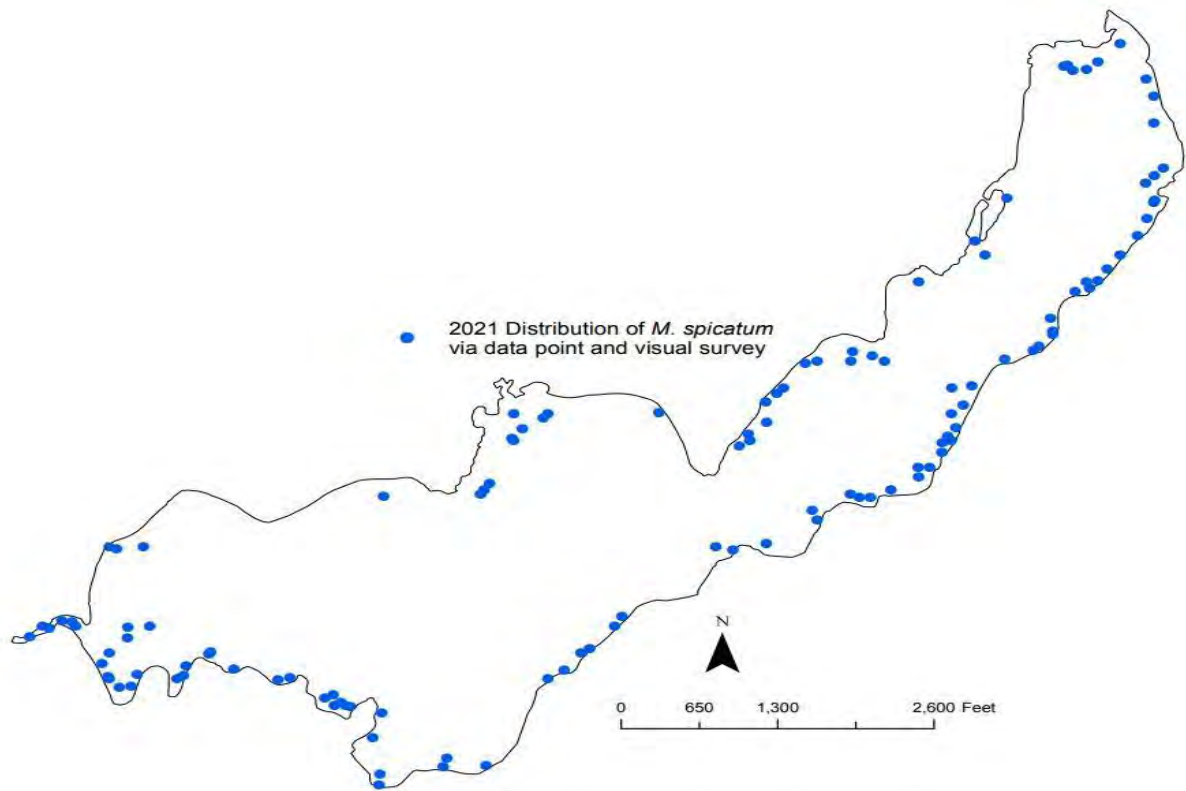 2021 Distribution of M. spicatum
via data point and visual survey
N
0 650 1,300 2,600 Feet